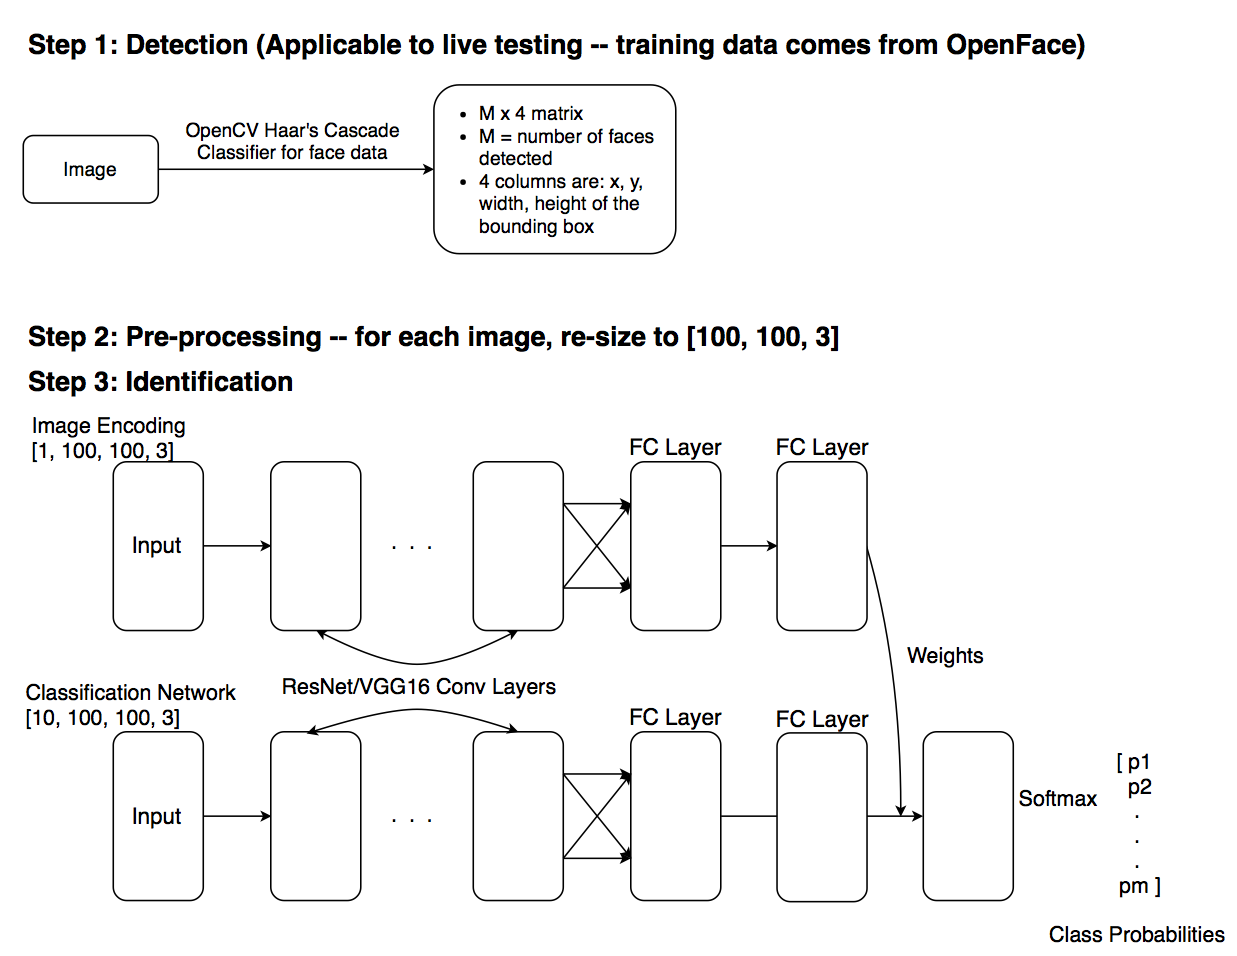 Step 1: Detection (Applicable to live testing -- training data comes from OpenFace)
Image
OpenCV Haar's Cascade
Classifier for face data
• M x 4 matrix
• M = number of faces
detected
• 4 columns are: x, y,
width, height of the
bounding box
Step 2: Pre-processing -- for each image, re-size to [100, 100, 3]
Step 3: Identification
Image Encoding
[1, 100, 100, 3]
Input
. . .
FC Layer
FC Layer
Weights
ResNet/VGG16 Conv Layers
Classification Network
[10, 100, 100, 3]
Input
. . .
FC Layer
FC Layer
Softmax
[ p1
p2
.
.
.
pm ]
Class Probabilities